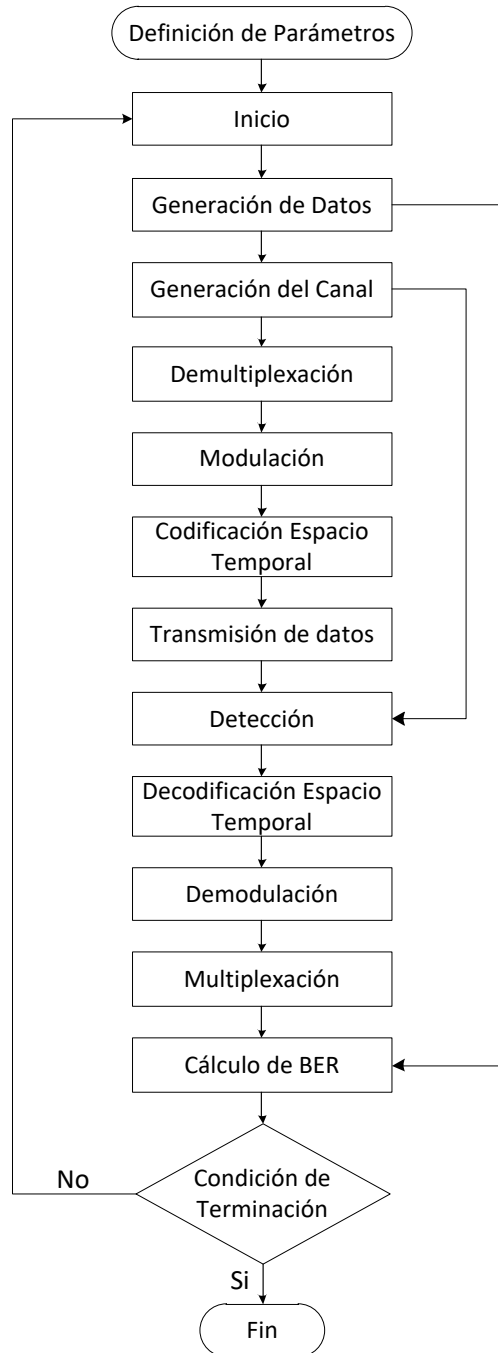 Definición de Parámetros
Inicio
Generación de Datos
Generación del Canal
Demultiplexación
Modulación
Codificación Espacio
Temporal
Transmisión de datos
Detección
Decodificación Espacio
Temporal
Demodulación
Multiplexación
Cálculo de BER
No
Condición de
Terminación
Si
Fin